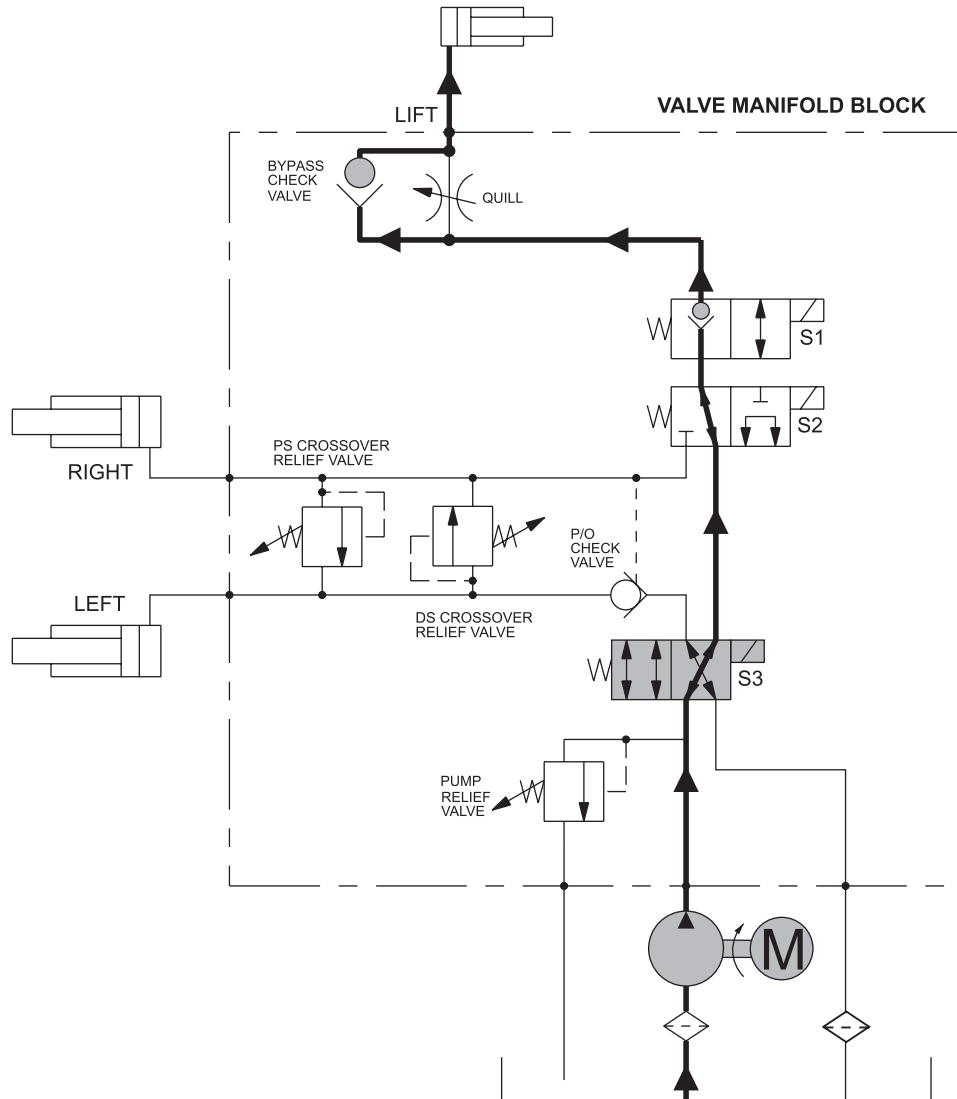 VALVE MANIFOLD BLOCK
LIFT
BYPASS
CHECK
VALVE
QUILL
S1
S2
PS CROSSOVER
RELIEF VALVE
RIGHT
P/O
CHECK
VALVE
LEFT
DS CROSSOVER
RELIEF VALVE
S3
PUMP
RELIEF
VALVE
M